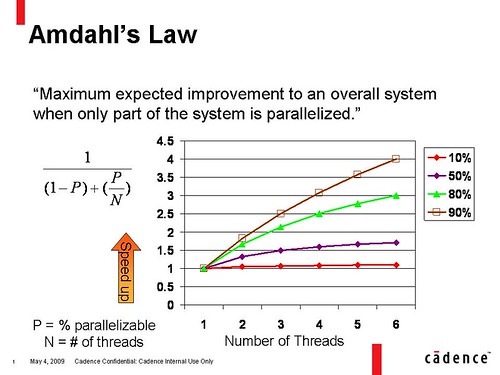 Amdahl's Law
“Maximum expected improvement to an overall system
when only part of the system is parallelized.”
1
(1 − P) + (P/N)
Speed up
P = % parallelizable
N = # of threads
4.5
4
3.5
3
2.5
2
1.5
1
0.5
0
1 2 3 4 5 6
Number of Threads
10%
50%
80%
90%
1 May 4, 2009 Cadence Confidential: Cadence Internal Use Only
cādence